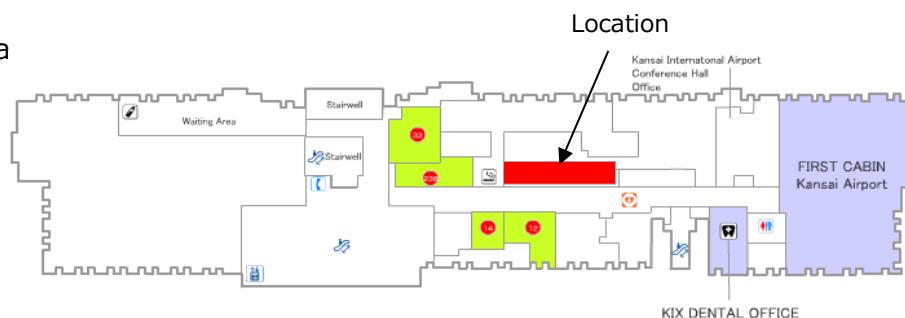 Location
a
Kansai Internatonal Airport
Conference Hall
Office
Stairwell
Waiting Area
33
Stairwell
FIRST CABIN
Kansai Airport
14
12
KIX DENTAL OFFICE